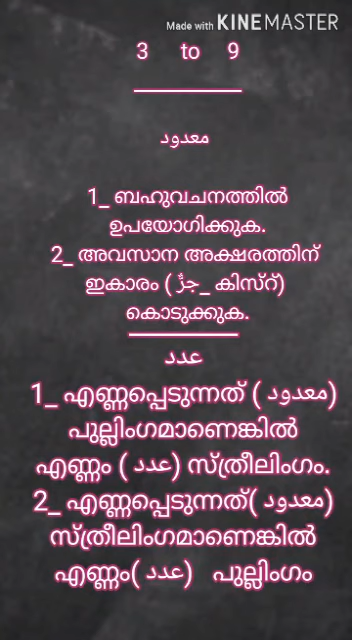 Made with KINEMASTER
3 to 9
معدود
1_ ബഹുവചനത്തിൽ
ഉപയോഗിക്കുക.
2_ അവസാന അക്ഷരത്തിന്
ഇകാരം ( جرٌّ _ കിസ്റ്)
കൊടുക്കുക.
عدد
1_ എണ്ണപ്പെടുന്നത് ( معدود)
പുല്ലിംഗമാണെങ്കിൽ
എണ്ണം ( عدد) സ്ത്രീലിംഗം.
2_ എണ്ണപ്പെടുന്നത്( معدود)
സ്ത്രീലിംഗമാണെങ്കിൽ
എണ്ണം( عدد) പുല്ലിംഗം